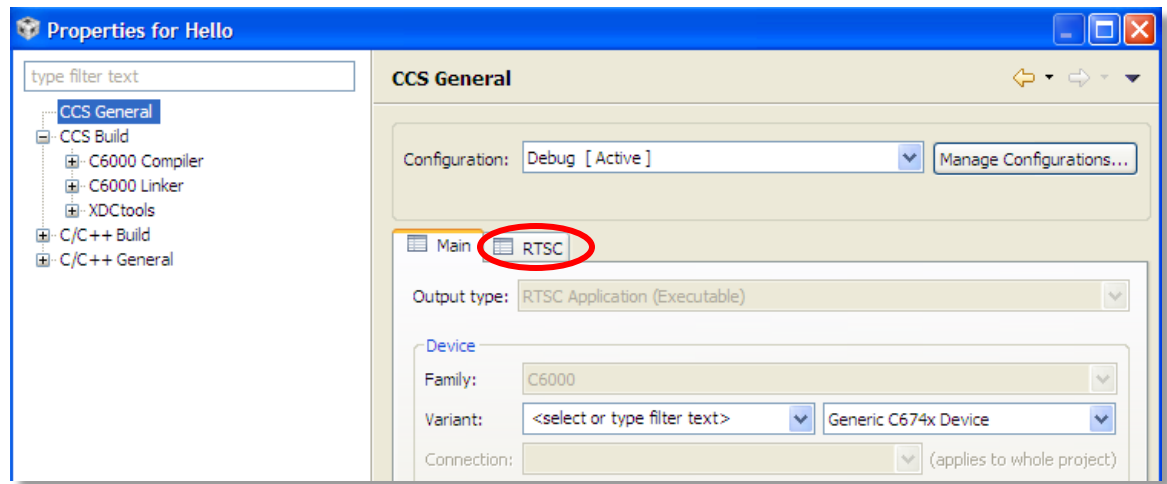 Properties for Hello
type filter text
CCS General
CCS Build
C6000 Compiler
C6000 Linker
XDCtools
C/C++ Build
C/C++ General
CCS General
Configuration: Debug [ Active ] Manage Configurations...
Main RTSC
Output type: RTSC Application (Executable)
Device
Family: C6000
Variant: <select or type filter text> Generic C674x Device
Connection: (applies to whole project)